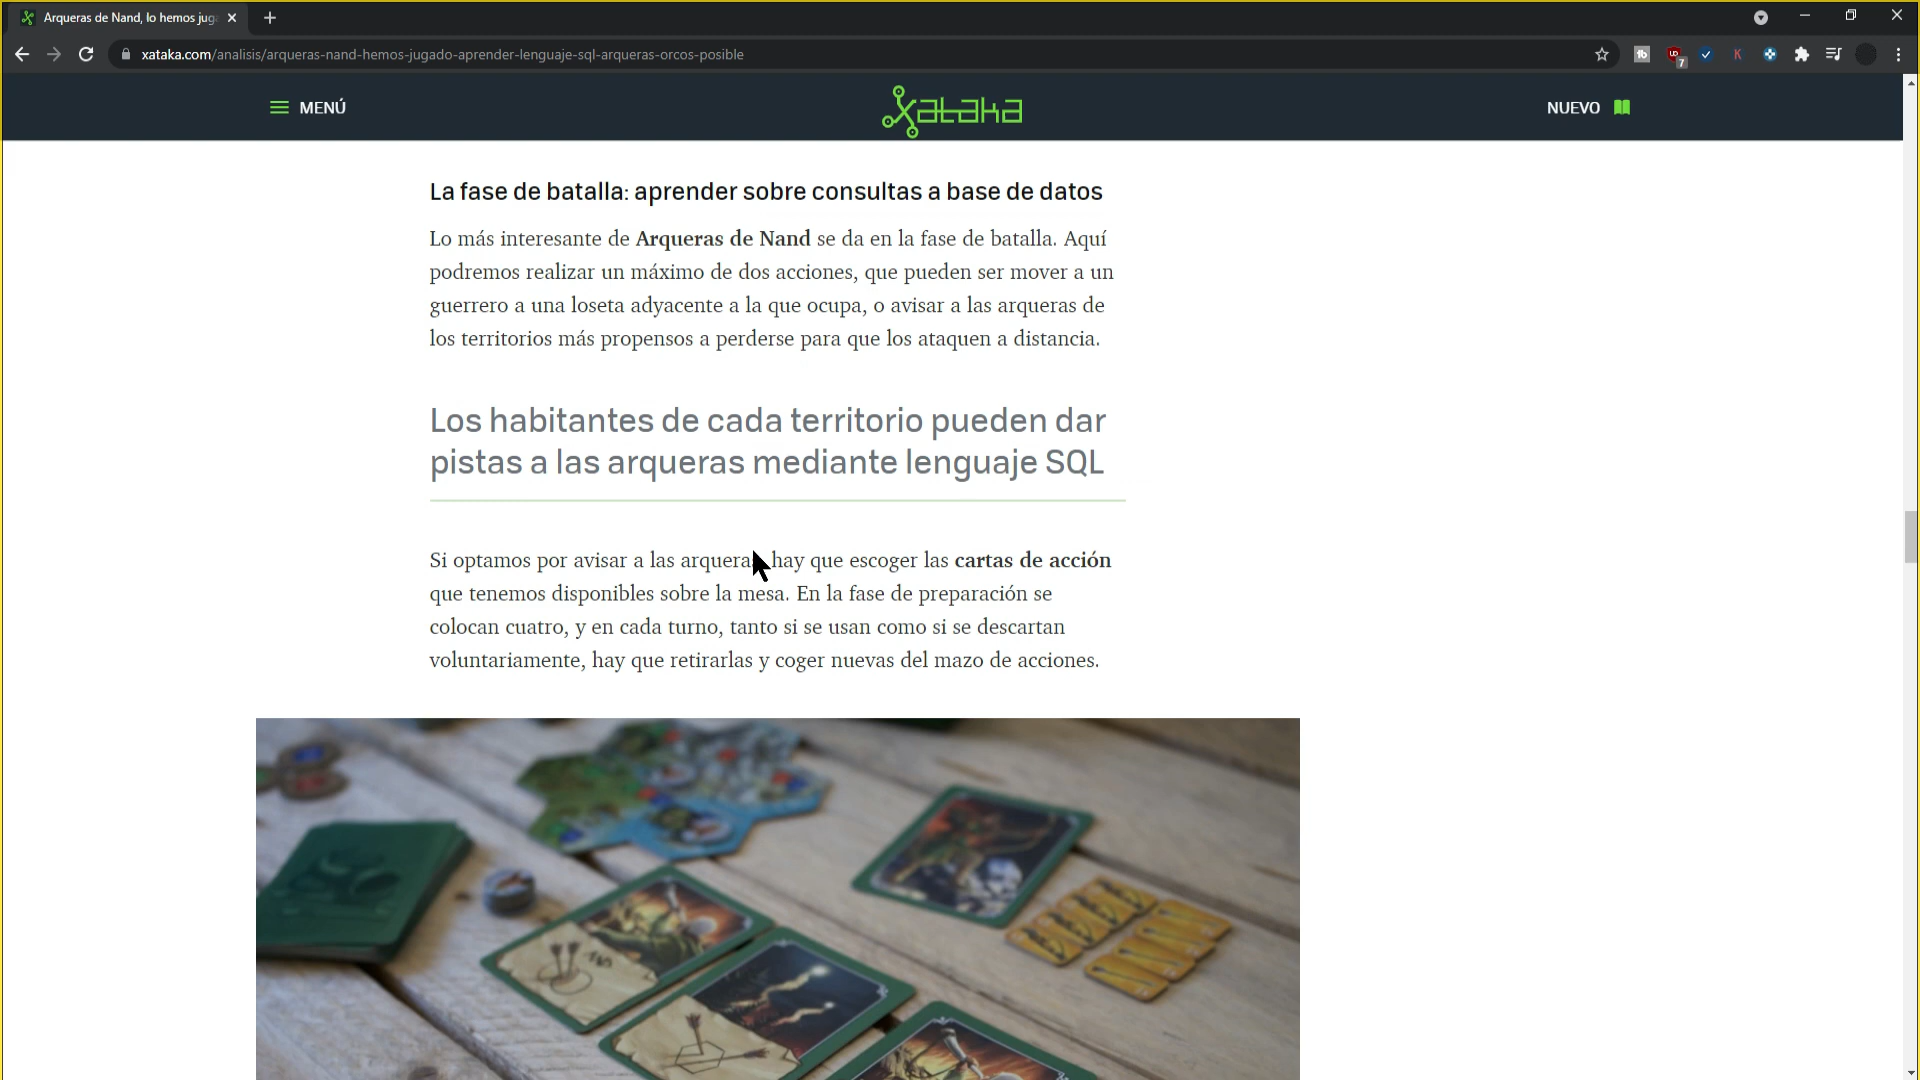 Arqueras de Nand, lo hemos jug
xataka.com/analisis/arqueras-nand-hemos-jugado-aprender-lenguaje-sql-arqueras-orcos-posible
tb
UD
7
K
MENÚ
xataka
NUEVO
La fase de batalla: aprender sobre consultas a base de datos
Lo más interesante de Arqueras de Nand se da en la fase de batalla. Aquí
podremos realizar un máximo de dos acciones, que pueden ser mover a un
guerrero a una loseta adyacente a la que ocupa, o avisar a las arqueras de
los territorios más propensos a perderse para que los ataquen a distancia.
Los habitantes de cada territorio pueden dar
pistas a las arqueras mediante lenguaje SQL
Si optamos por avisar a las arqueras hay que escoger las cartas de acción
que tenemos disponibles sobre la mesa. En la fase de preparación se
colocan cuatro, y en cada turno, tanto si se usan como si se descartan
voluntariamente, hay que retirarlas y coger nuevas del mazo de acciones.